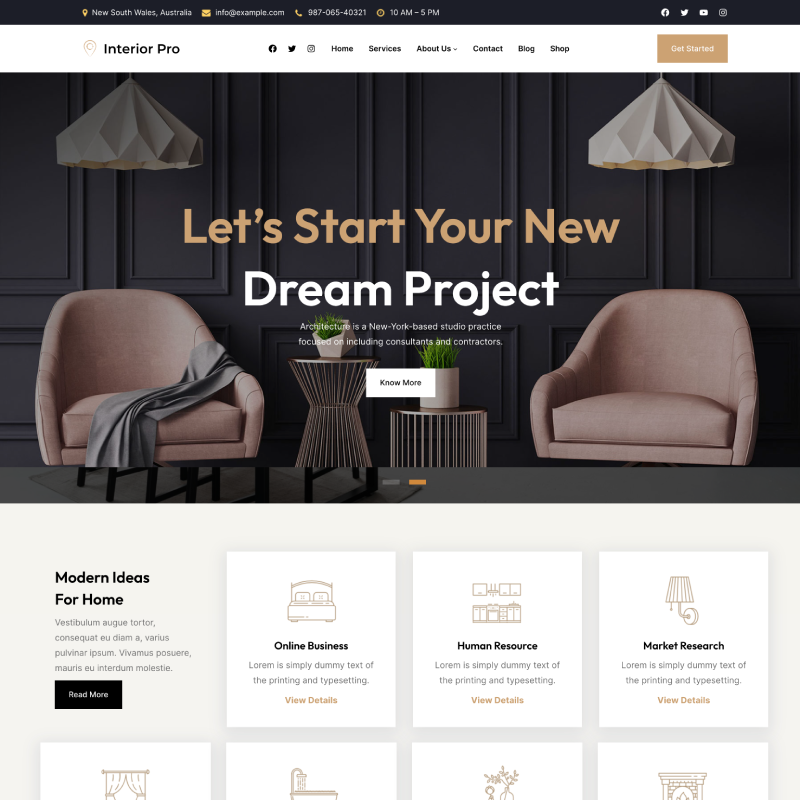 New South Wales, Australia info@example.com 987-065-40321 10 AM – 5 PM
Interior Pro Home Services About Us Contact Blog Shop Get Started
Let’s Start Your New
Dream Project
Architecture is a New-York-based studio practice
focused on including consultants and contractors.
Know More
Modern Ideas
For Home
Vestibulum augue tortor,
consequat eu diam a, varius
pulvinar ipsum. Vivamus posuere,
mauris eu interdum molestie.
Read More
Online Business
Lorem is simply dummy text of
the printing and typesetting.
View Details
Human Resource
Lorem is simply dummy text of
the printing and typesetting.
View Details
Market Research
Lorem is simply dummy text of
the printing and typesetting.
View Details